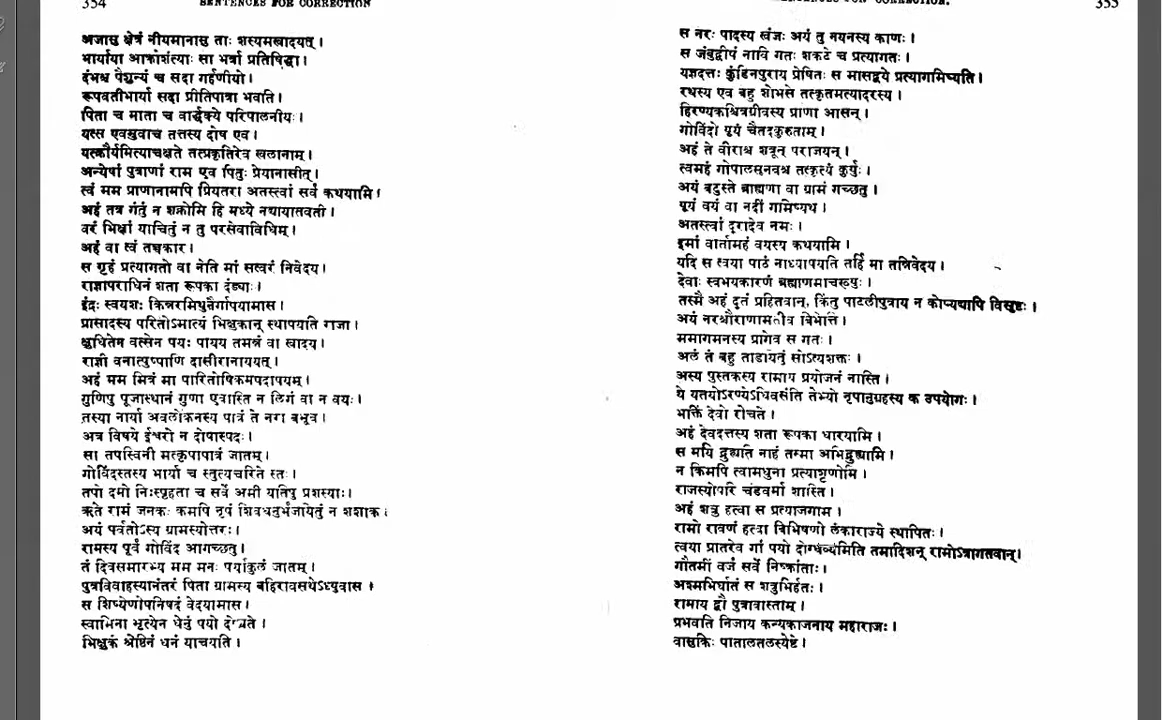 354
SENTENCES FOR CORRECTION
अजासु क्षेत्रं नीयमानासु ताः शस्यमखादयत् ।
भार्याया आक्रोशंत्याः सा भर्त्रा प्रतिषिद्धा ।
दंभश्च पैशून्यं च सदा गर्हणीयो ।
रूपवतीभार्या सदा प्रीतिपात्रा भवति ।
पिता च माता च वार्द्धक्ये परिपालनीयः ।
यत्स एवमुवाच तत्तस्य दोष एव ।
यत्क्रौर्यमित्याचक्षते तत्प्रकृतिरेव खलानाम् ।
अन्येषां पुत्राणां राम एव पितुः प्रेयानासीत् ।
त्वं मम प्राणानामपि प्रियतरा अतस्त्वां सर्वं कथयामि ।
अहं तत्र गंतुं न शक्नोमि हि मध्ये नद्यायातवती ।
वरं भिक्षां याचितुं न तु परसेवाविधिम् ।
अहं वा त्वं तच्चकार ।
स गृहं प्रत्यागतो वा नेति मां सत्वरं निवेदय ।
राज्ञापराधिनं शता रूपका दंड्याः ।
इंद्रः स्वयशः किन्नरमिथुनैर्गापयामास ।
प्रासादस्य परितोऽमात्यं भिक्षुकान् स्थापयति राजा ।
क्षुधितेन वत्सेन पयः पायय तमन्नं वा खादय ।
राज्ञी वनात्पुष्पाणि दासीरानाययत् ।
अहं मम मित्रं मा पारितोषिकमपदापयम् ।
गुणिषु पूजास्थानं गुणा एवास्ति न लिंगं वा न वयः ।
तस्या नार्या अवलोकनस्य पात्रं ते नरा बभूव ।
अत्र विषये ईश्वरो न दोषास्पदः ।
सा तपस्विनी मत्कृपापात्रं जातम् ।
गोविंदस्तस्य भार्या च स्तुत्यचरिते स्तः ।
तपो दमो निःस्पृहता च सर्वे अमी यतिषु प्रशस्याः ।
ऋते रामं जनकः कमपि नृपं शिवधनुर्भंजयितुं न शशाक ।
अयं पर्वतोऽस्य ग्रामस्योत्तरः ।
रामस्य पूर्वं गोविंद आगच्छतु ।
तं दिवसमारभ्य मम मनः पर्याकुलं जातम् ।
पुत्रविवाहस्यानंतरं पिता ग्रामस्य बहिरावसथेऽध्युवास ।
स शिष्येणोपनिषदं वेदयामास ।
स्वामिना भृत्येन धेनुं पयो दोह्यते ।
भिक्षुकं श्रेष्ठिनं धनं याचयति ।
355
स नरः पादस्य खंजः अयं तु नयनस्य काणः ।
स जंबुद्वीपं नावि गतः शकटे च प्रत्यागतः ।
यज्ञदत्तः कुंडिनपुराय प्रेषितः स मासद्वये प्रत्यागमिष्यति ।
रथस्य एव बहु शोभसे तत्कृतमत्यादरस्य ।
हिरण्यकश्चित्रग्रीवस्य प्राणा आसन् ।
गोविंदो यूयं चैतदकुरुताम् ।
अहं ते वीराश्च शत्रून् पराजयन् ।
त्वमहं गोपालसूनवश्च तत्कृत्यं कुर्युः ।
अयं बटुस्ते ब्राह्मणा वा ग्रामं गच्छतु ।
यूयं वयं वा नदीं गमिष्यथ ।
अतस्त्वां दूरादेव नमः ।
इमां वार्तामहं वयस्य कथयामि ।
यदि स त्वया पाठं नाध्यापयति तर्हि मा तन्निवेदय ।
देवाः स्वभयकारणं ब्रह्माणमाचख्युः ।
तस्मै अहं दूतं प्रहितवान्, किंतु पाटलीपुत्राय न कोप्यद्यापि विसृष्टः ।
अयं नरश्चौराणामतीव बिभेति ।
ममागमनस्य प्रागेव स गतः ।
अलं तं बहु ताडयितुं सोऽत्यशक्तः ।
अस्य पुस्तकस्य रामाय प्रयोजनं नास्ति ।
ये यतयोऽरण्येऽधिवसंति तेभ्यो नृपानुग्रहस्य क उपयोगः ।
भक्तिं देवो रोचते ।
अहं देवदत्तस्य शता रूपका धारयामि ।
स मयि द्रुह्यति नाहं तस्मा अभिद्रुह्यामि ।
न किमपि त्वामधुना प्रत्याशृणोमि ।
राजस्योपरि चंडवर्मा शास्ति ।
अहं शत्रु हत्वा स प्रत्याजगाम ।
रामो रावणं हत्वा बिभिषणो लंकाराज्ये स्थापितः ।
त्वया प्रातरेव गां पयो दोग्धव्यमिति तमादिशन् रामोऽत्रागतवान् ।
गौतमीं वर्जं सर्वे निष्क्रांताः ।
अश्मभिर्घातं स शत्रुभिर्हतः ।
रामाय द्वौ पुत्रावास्ताम् ।
प्रभवति निजाय कन्यकाजनाय महाराजः ।
वासुकिः पातालतलस्येष्टे ।